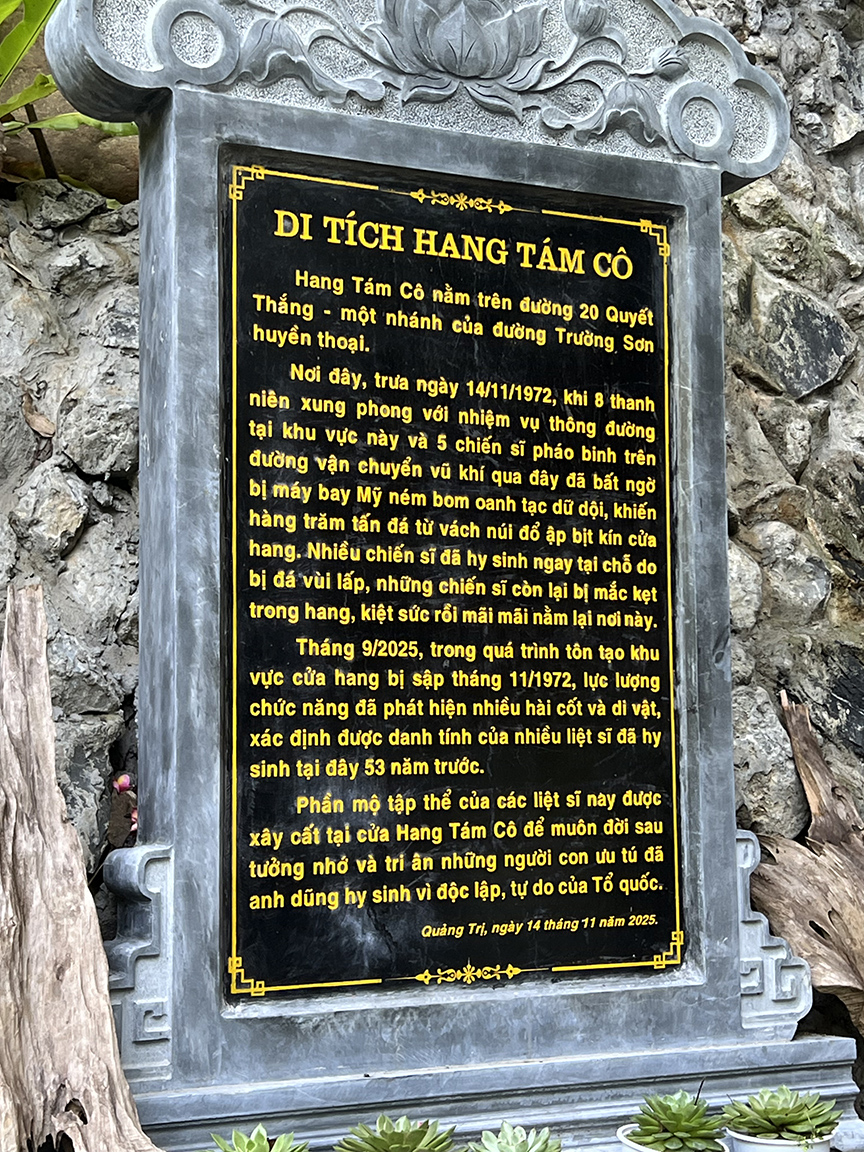 DI TÍCH HANG TÁM CÔ
Hang Tám Cô nằm trên đường 20 Quyết
Thắng - một nhánh của đường Trường Sơn
huyền thoại.
Nơi đây, trưa ngày 14/11/1972, khi 8 thanh
niên xung phong với nhiệm vụ thông đường
tại khu vực này và 5 chiến sĩ pháo binh trên
đường vận chuyển vũ khí qua đây đã bất ngờ
bị máy bay Mỹ ném bom oanh tạc dữ dội, khiến
hàng trăm tấn đá từ vách núi đổ ập bịt kín cửa
hang. Nhiều chiến sĩ đã hy sinh ngay tại chỗ do
bị đá vùi lấp, những chiến sĩ còn lại bị mắc kẹt
trong hang, kiệt sức rồi mãi mãi nằm lại nơi này.
Tháng 9/2025, trong quá trình tôn tạo khu
vực cửa hang bị sập tháng 11/1972, lực lượng
chức năng đã phát hiện nhiều hài cốt và di vật,
xác định được danh tính của nhiều liệt sĩ đã hy
sinh tại đây 53 năm trước.
Phần mộ tập thể của các liệt sĩ này được
xây cất tại cửa Hang Tám Cô để muôn đời sau
tưởng nhớ và tri ân những người con ưu tú đã
anh dũng hy sinh vì độc lập, tự do của Tổ quốc.
Quảng Trị, ngày 14 tháng 11 năm 2025.